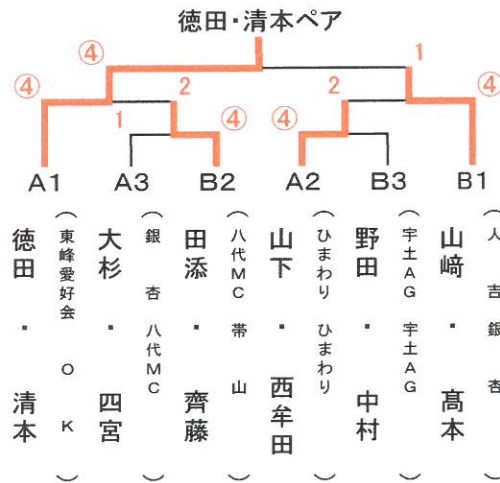 徳田・清本ペア
④
1
④
2
2
④
1
④
④
A1
A3
B2
A2
B3
B1
徳田・清本
（東峰愛好会 OK）
大杉・四宮
（銀杏 八代MC）
田添・齊藤
（八代MC 帯山）
山下・西牟田
（ひまわり ひまわり）
野田・中村
（宇土AG 宇土AG）
山﨑・髙本
（人吉 銀杏）